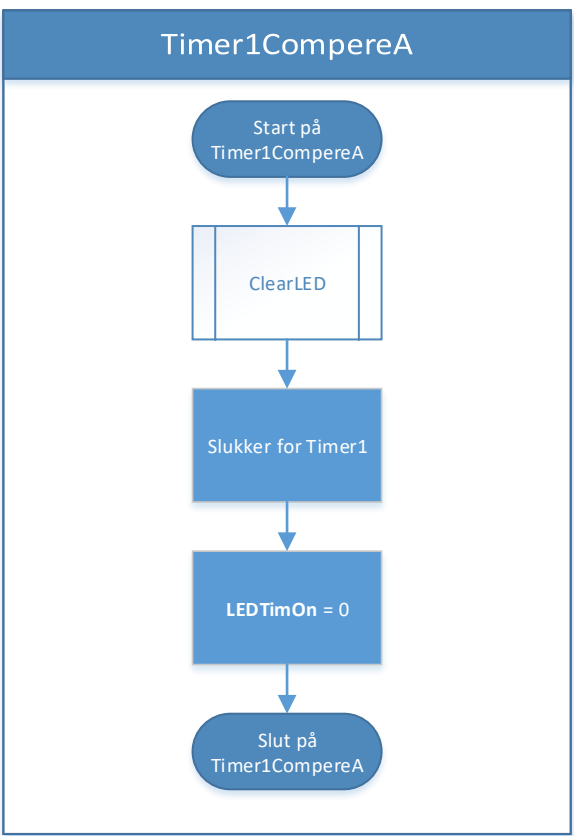 Timer1CompereA
Start på
Timer1CompereA
ClearLED
Slukker for Timer1
LEDTimOn = 0
Slut på
Timer1CompereA